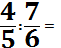 4/5 : 7/6 =